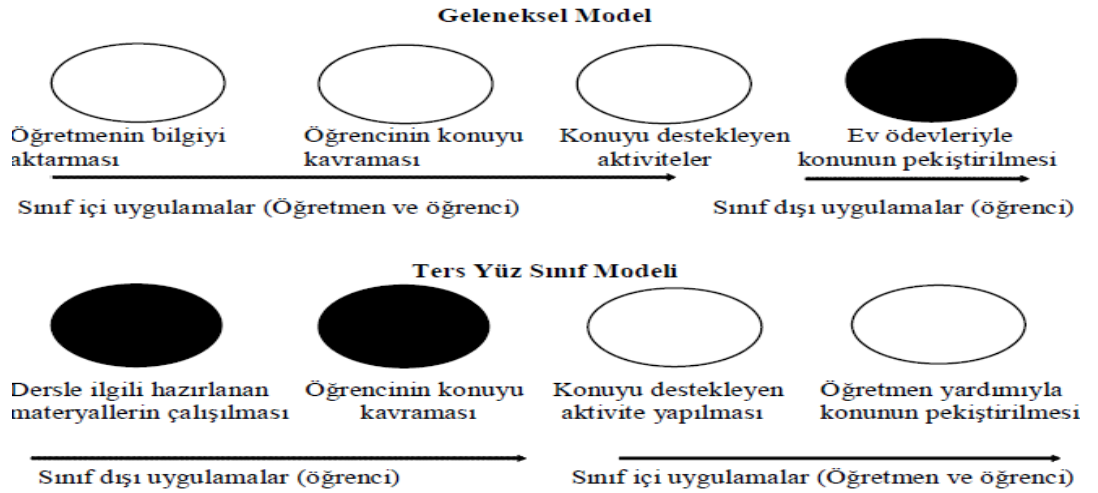 Geleneksel Model
Öğretmenin bilgiyi aktarması
Öğrencinin konuyu kavraması
Konuyu destekleyen aktiviteler
Ev ödevleriyle konunun pekiştirilmesi
Sınıf içi uygulamalar (Öğretmen ve öğrenci)
Sınıf dışı uygulamalar (öğrenci)
Ters Yüz Sınıf Modeli
Dersle ilgili hazırlanan materyallerin çalışılması
Öğrencinin konuyu kavraması
Konuyu destekleyen aktivite yapılması
Öğretmen yardımıyla konunun pekiştirilmesi
Sınıf dışı uygulamalar (öğrenci)
Sınıf içi uygulamalar (Öğretmen ve öğrenci)